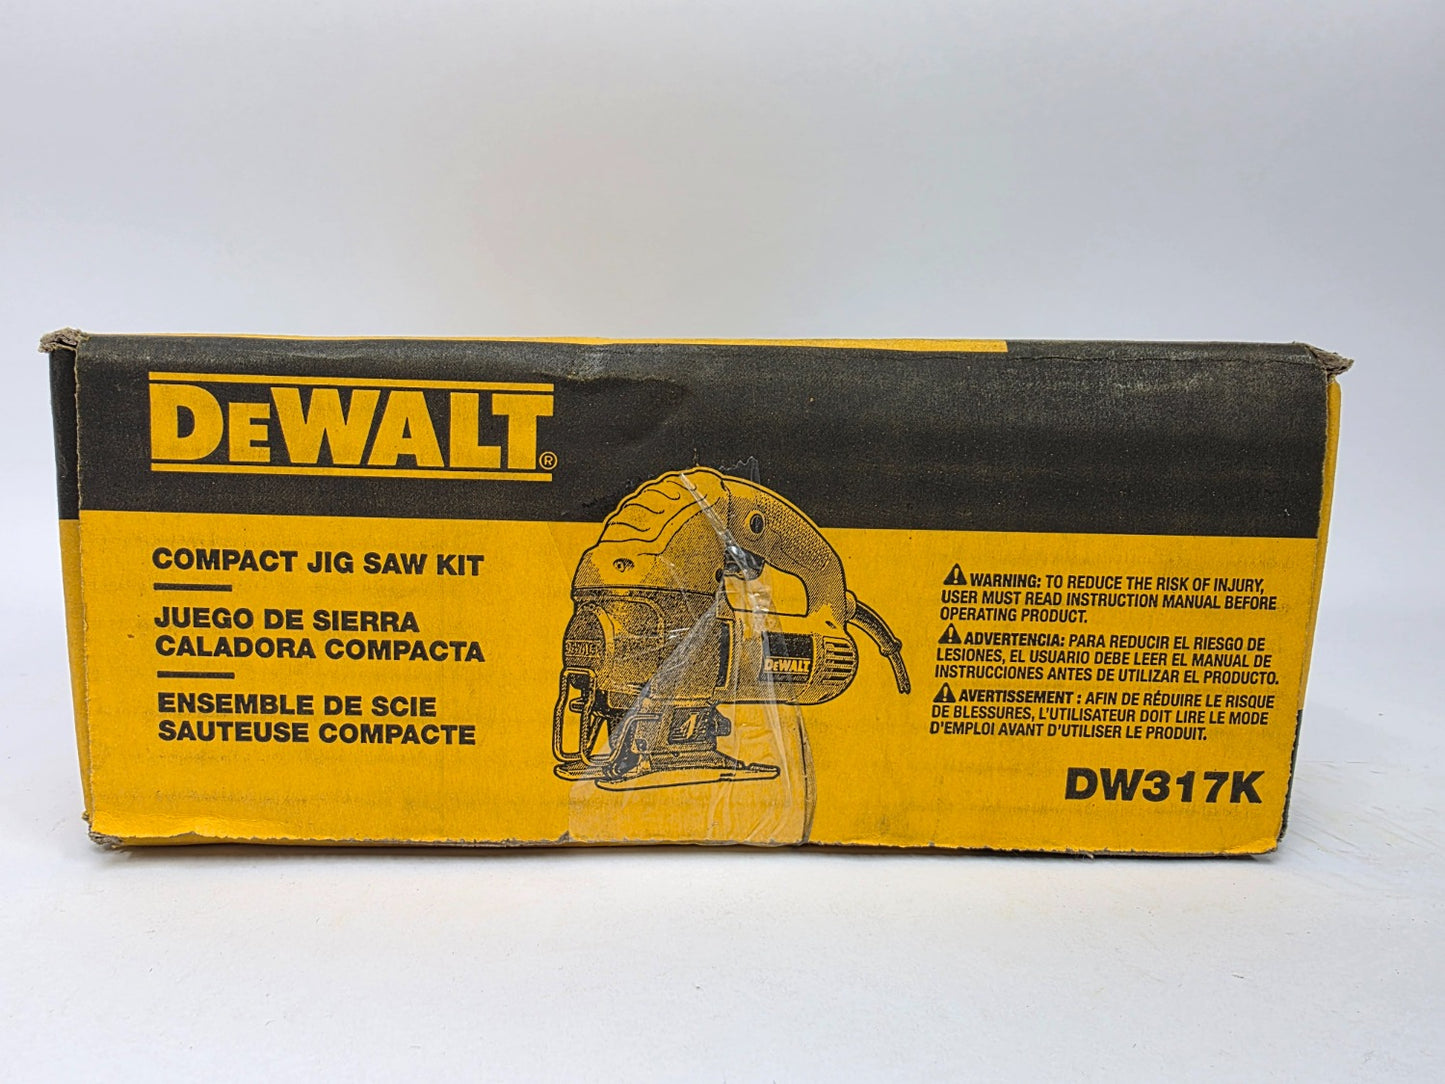 DEWALT®
COMPACT JIG SAW KIT
JUEGO DE SIERRA
CALADORA COMPACTA
ENSEMBLE DE SCIE
SAUTEUSE COMPACTE
DEWALT
⚠WARNING: TO REDUCE THE RISK OF INJURY,
USER MUST READ INSTRUCTION MANUAL BEFORE
OPERATING PRODUCT.
⚠ADVERTENCIA: PARA REDUCIR EL RIESGO DE
LESIONES, EL USUARIO DEBE LEER EL MANUAL DE
INSTRUCCIONES ANTES DE UTILIZAR EL PRODUCTO.
⚠AVERTISSEMENT : AFIN DE RÉDUIRE LE RISQUE
DE BLESSURES, L'UTILISATEUR DOIT LIRE LE MODE
D'EMPLOI AVANT D'UTILISER LE PRODUIT.
DW317K